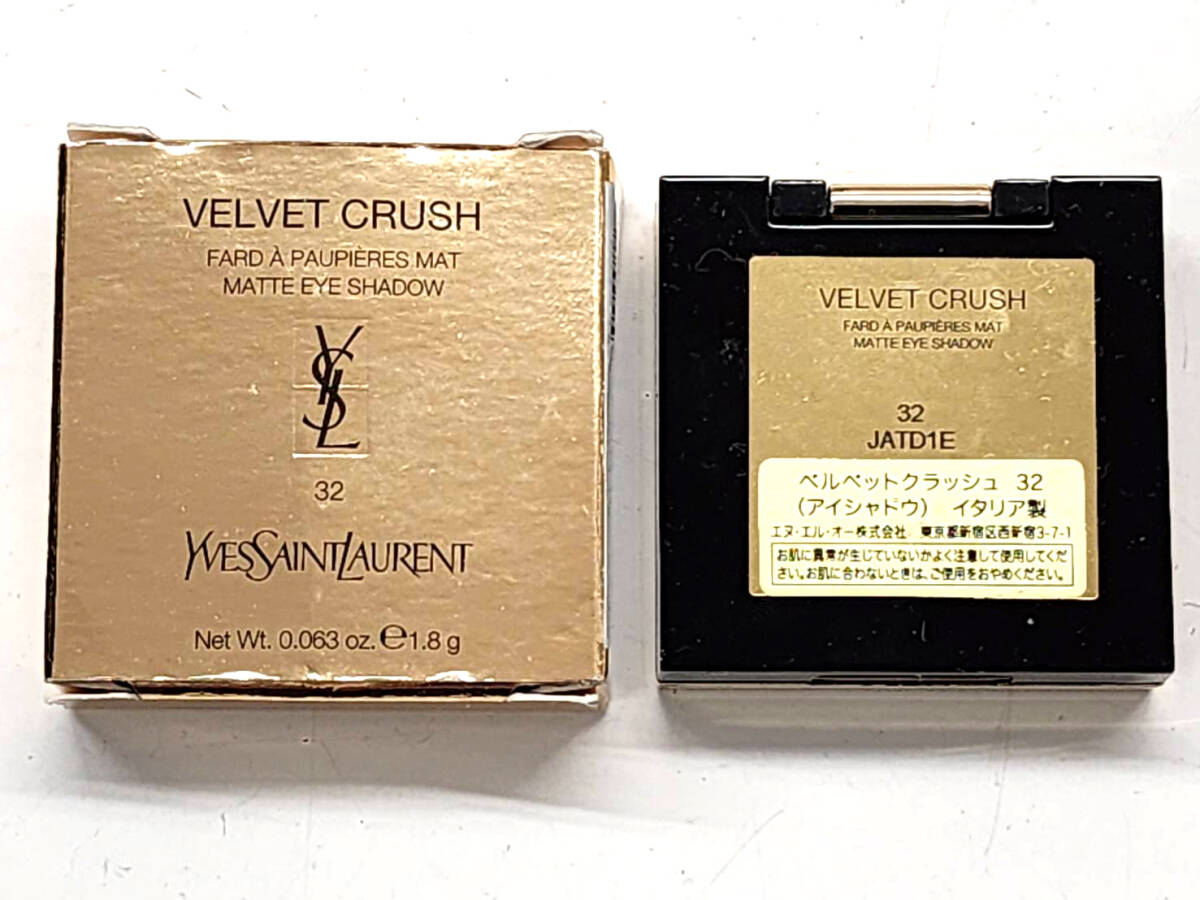 VELVET CRUSH
FARD À PAUPIÈRES MAT
MATTE EYE SHADOW
YSL
32
YVESSAINTLAURENT
Net Wt. 0.063 oz. ℮ 1.8 g
VELVET CRUSH
FARD À PAUPIÈRES MAT
MATTE EYE SHADOW
32
JATD1E
ベルベットクラッシュ 32
（アイシャドウ） イタリア製
エヌ・エル・オー株式会社 東京都新宿区西新宿3-7-1
お肌に異常が生じていないかよく注意して使用してくだ
さい。お肌に合わないときは、ご使用をおやめください。